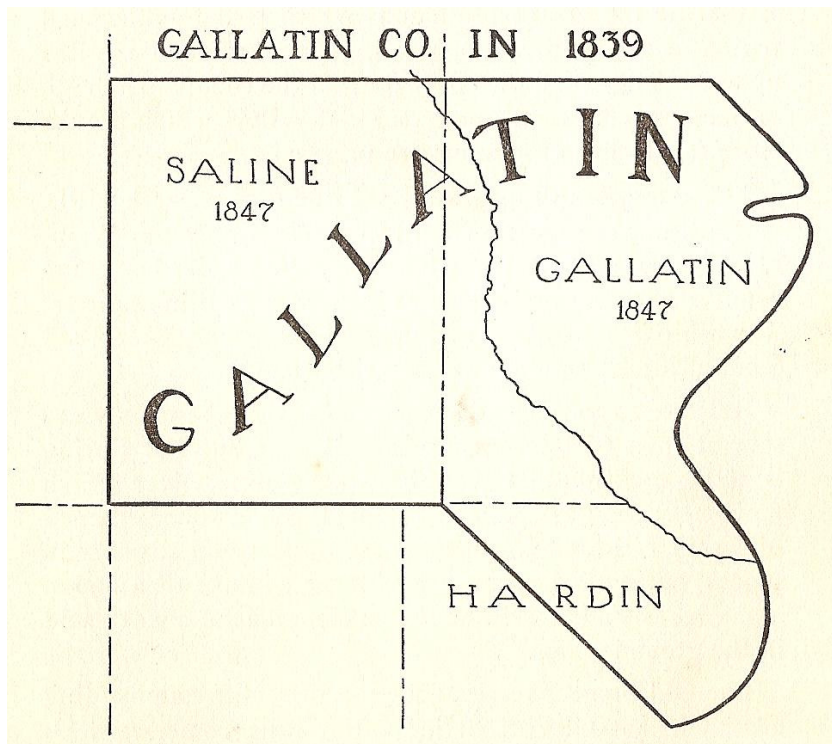 GALLATIN CO. IN 1839
GALLATIN
SALINE
1847
GALLATIN
1847
HARDIN